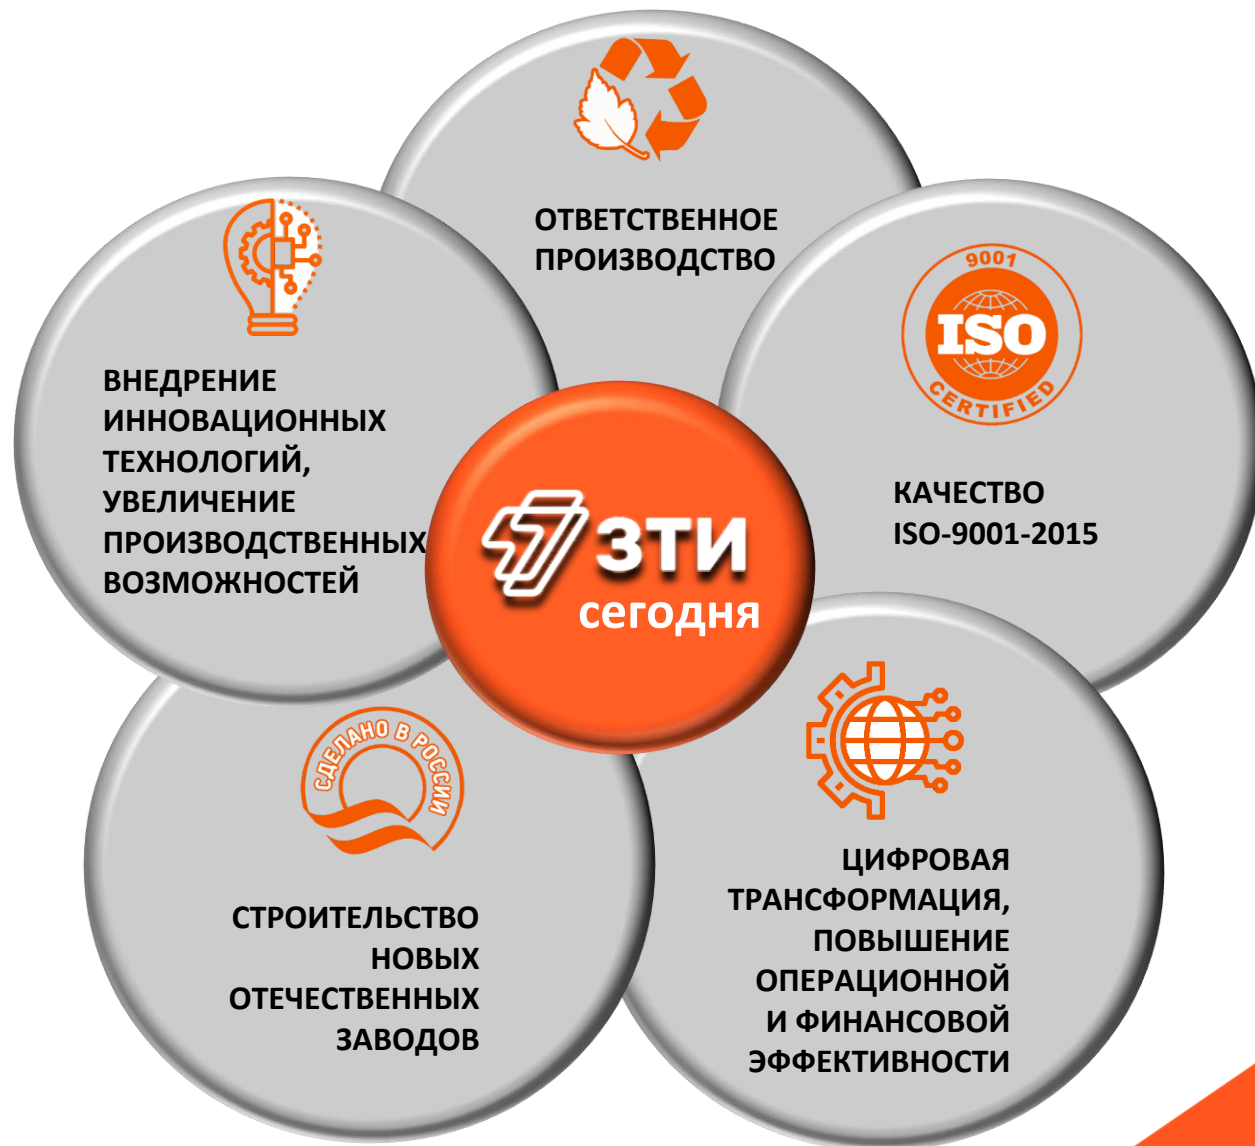 ОТВЕТСТВЕННОЕ
ПРОИЗВОДСТВО
9001
ISO
CERTIFIED
КАЧЕСТВО
ISO-9001-2015
ВНЕДРЕНИЕ
ИННОВАЦИОННЫХ
ТЕХНОЛОГИЙ,
УВЕЛИЧЕНИЕ
ПРОИЗВОДСТВЕННЫХ
ВОЗМОЖНОСТЕЙ
ЗТИ
сегодня
СДЕЛАНО В РОССИИ
СТРОИТЕЛЬСТВО
НОВЫХ
ОТЕЧЕСТВЕННЫХ
ЗАВОДОВ
ЦИФРОВАЯ
ТРАНСФОРМАЦИЯ,
ПОВЫШЕНИЕ
ОПЕРАЦИОННОЙ
И ФИНАНСОВОЙ
ЭФФЕКТИВНОСТИ